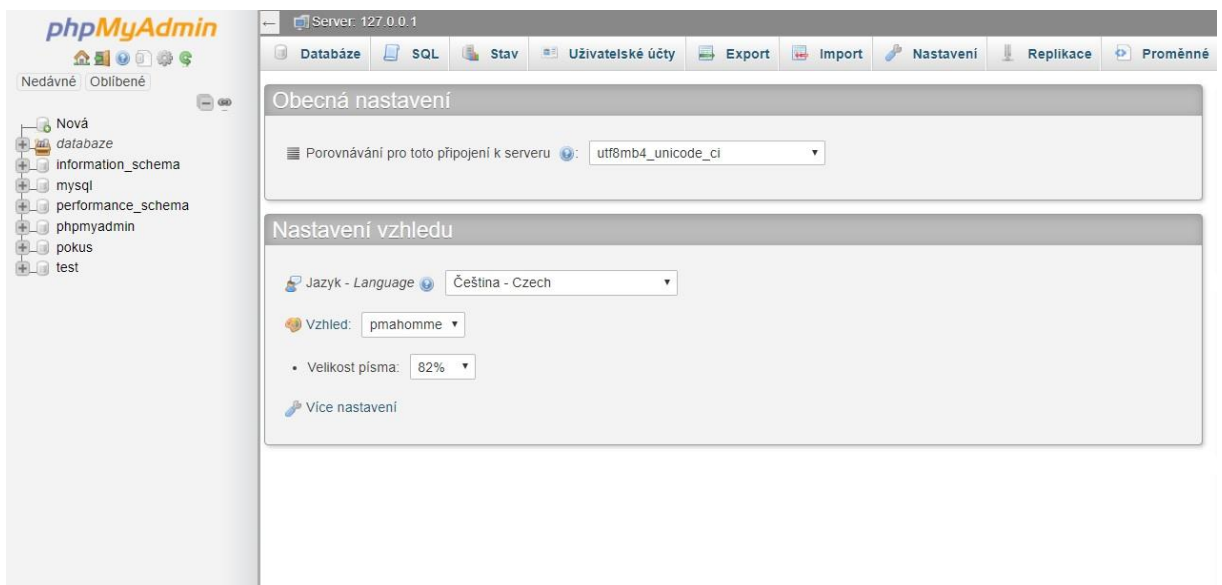 phpMyAdmin
Nedávné Oblíbené
Nová
databaze
information_schema
mysql
performance_schema
phpmyadmin
pokus
test
Server: 127.0.0.1
Databáze SQL Stav Uživatelské účty Export Import Nastavení Replikace Proměnné
Obecná nastavení
Porovnávání pro toto připojení k serveru : utf8mb4_unicode_ci
Nastavení vzhledu
Jazyk - Language Čeština - Czech
Vzhled: pmahomme
• Velikost písma: 82%
Více nastavení